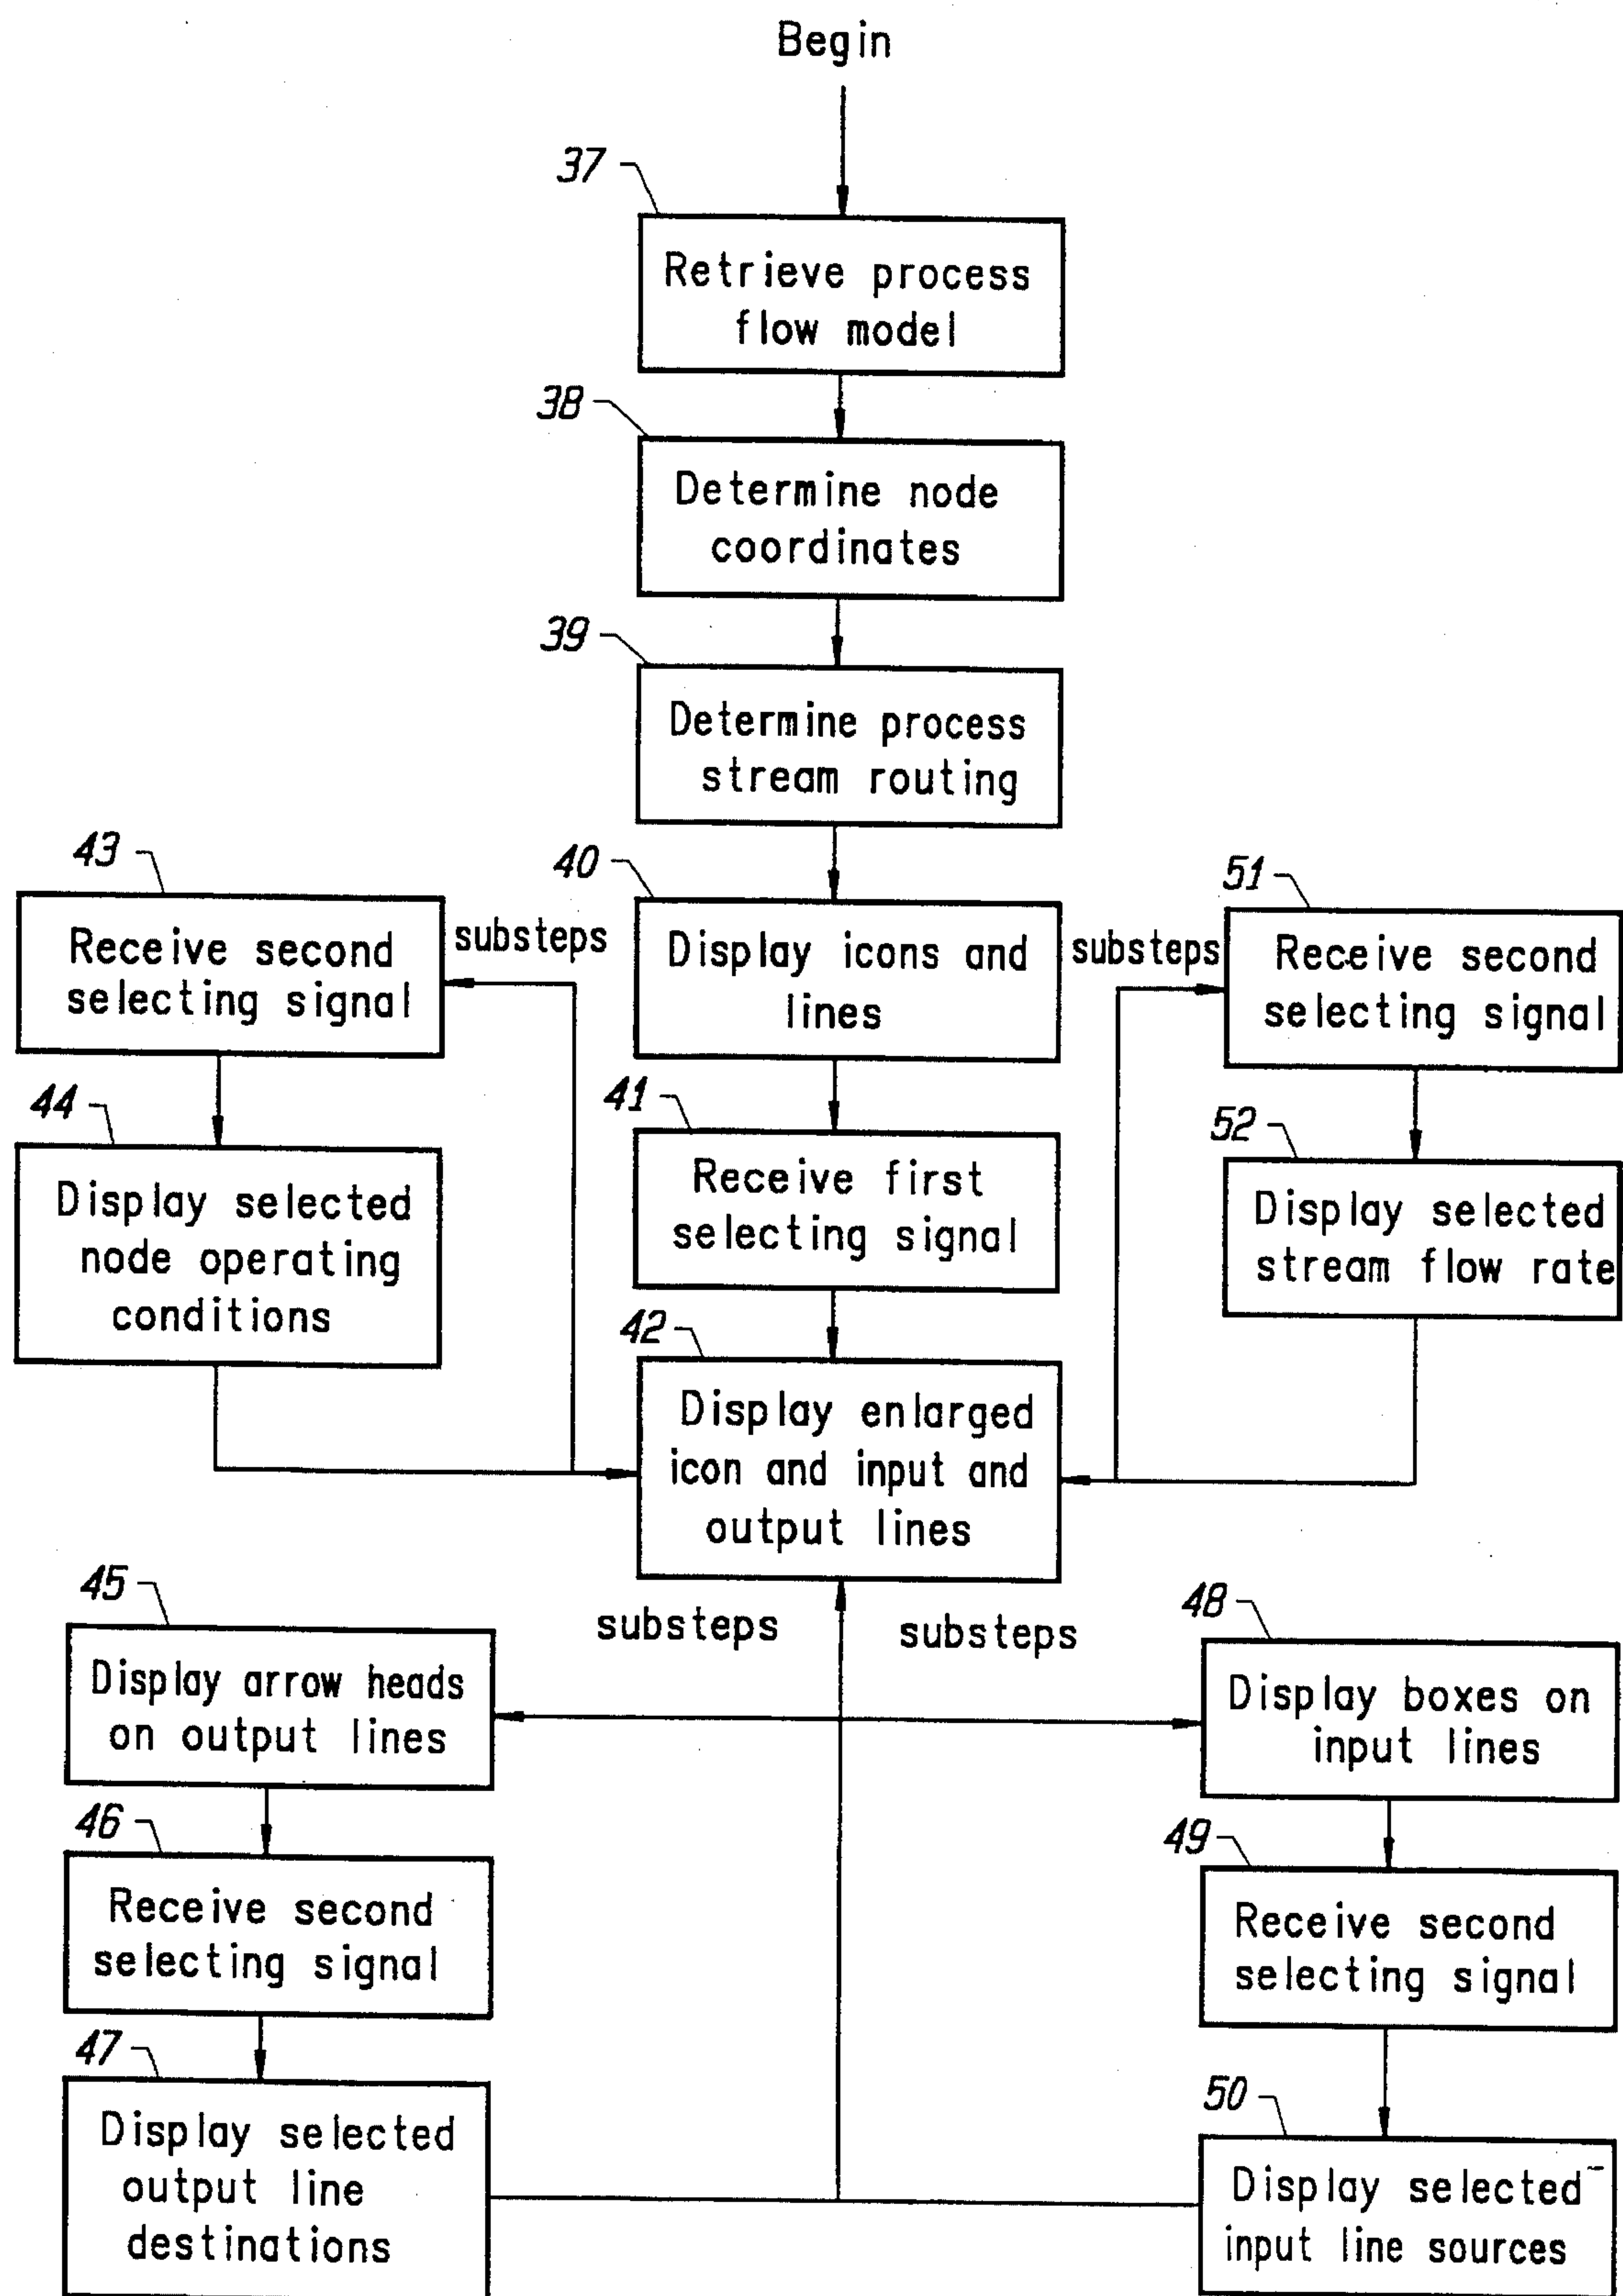 Begin
37
Retrieve process
flow model
38
Determine node
coordinates
39
Determine process
stream routing
40
Display icons and
lines
41
Receive first
selecting signal
42
Display enlarged
icon and input and
output lines
43
Receive second
selecting signal
substeps
44
Display selected
node operating
conditions
substeps
51
Receive second
selecting signal
52
Display selected
stream flow rate
substeps
substeps
45
Display arrow heads
on output lines
46
Receive second
selecting signal
47
Display selected
output line
destinations
48
Display boxes on
input lines
49
Receive second
selecting signal
50
Display selected
input line sources